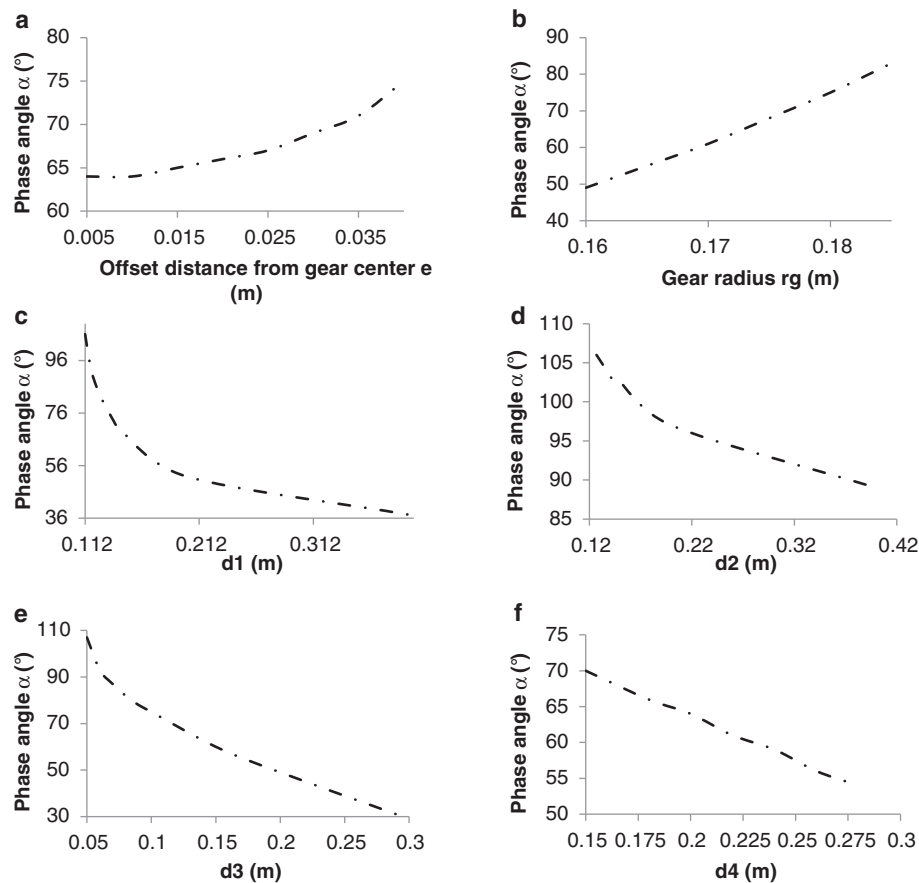 a
Phase angle α (°)
80
75
70
65
60
0.005 0.015 0.025 0.035
Offset distance from gear center e
(m)
b
Phase angle α (°)
90
80
70
60
50
40
0.16 0.17 0.18
Gear radius rg (m)
c
Phase angle α (°)
96
76
56
36
0.112 0.212 0.312
d1 (m)
d
Phase angle α (°)
110
105
100
95
90
85
0.12 0.22 0.32 0.42
d2 (m)
e
Phase angle α (°)
110
90
70
50
30
0.05 0.1 0.15 0.2 0.25 0.3
d3 (m)
f
Phase angle α (°)
75
70
65
60
55
50
0.15 0.175 0.2 0.225 0.25 0.275 0.3
d4 (m)